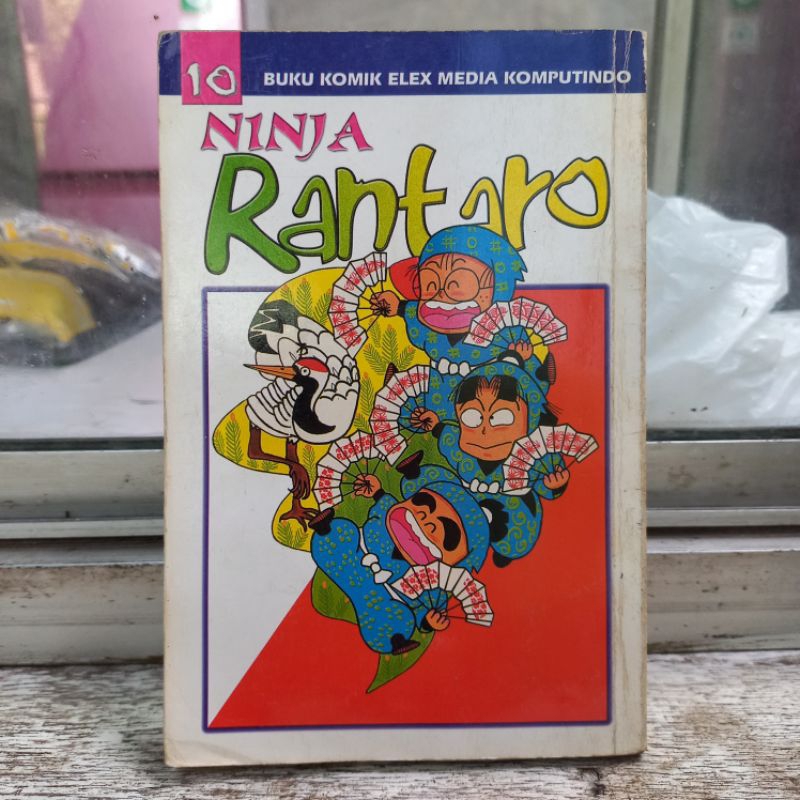 10
BUKU KOMIK ELEX MEDIA KOMPUTINDO
NINJA
Rantaro